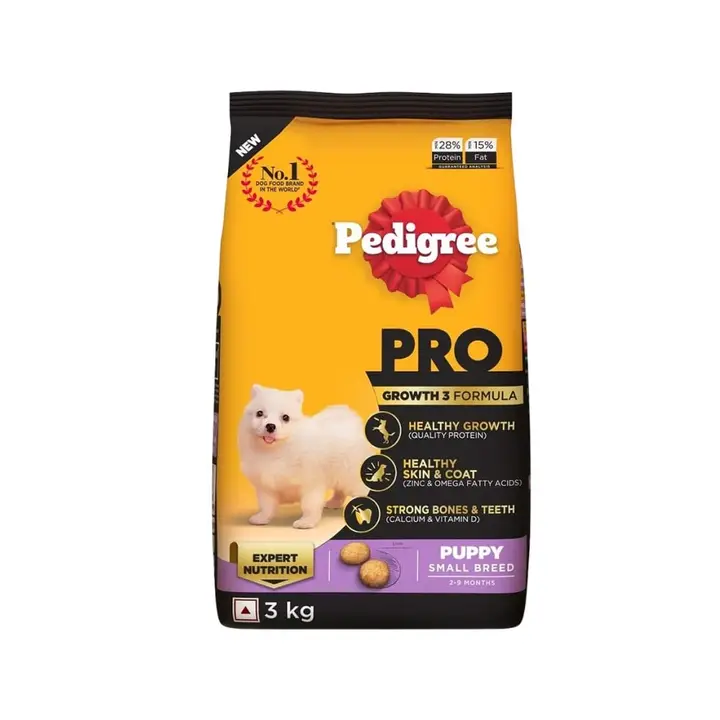 NEW
No.1
DOG FOOD BRAND
IN THE WORLD*
28% 15%
Protein Fat
GUARANTEED ANALYSIS
Pedigree
PRO
GROWTH 3 FORMULA
HEALTHY GROWTH
(QUALITY PROTEIN)
HEALTHY
SKIN & COAT
(ZINC & OMEGA FATTY ACIDS)
STRONG BONES & TEETH
(CALCIUM & VITAMIN D)
EXPERT
NUTRITION
PUPPY
SMALL BREED
2-9 MONTHS
3 kg